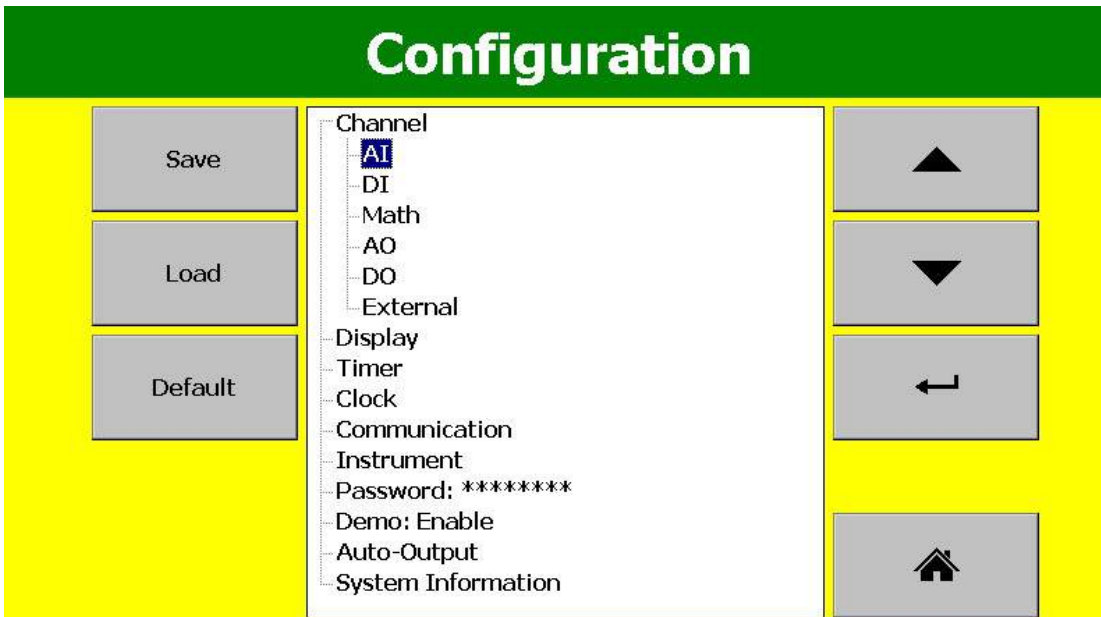 Configuration
Save
Load
Default
Channel
AI
DI
Math
AO
DO
External
Display
Timer
Clock
Communication
Instrument
Password: ********
Demo: Enable
Auto-Output
System Information